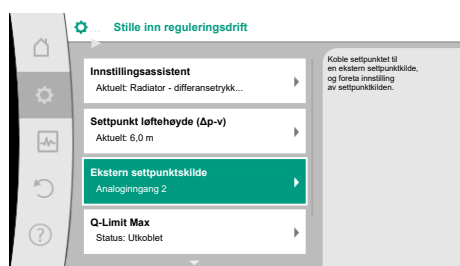 ... Stille inn reguleringsdrift
Innstillingsassistent
Aktuelt: Radiator - differansetrykk...
Settpunkt løftehøyde (Δp-v)
Aktuelt: 6,0 m
Ekstern settpunktskilde
Analoginngang 2
Q-Limit Max
Status: Utkoblet
Koble settpunktet til
en ekstern settpunktkilde,
og foreta innstilling
av settpunktkilden.
?